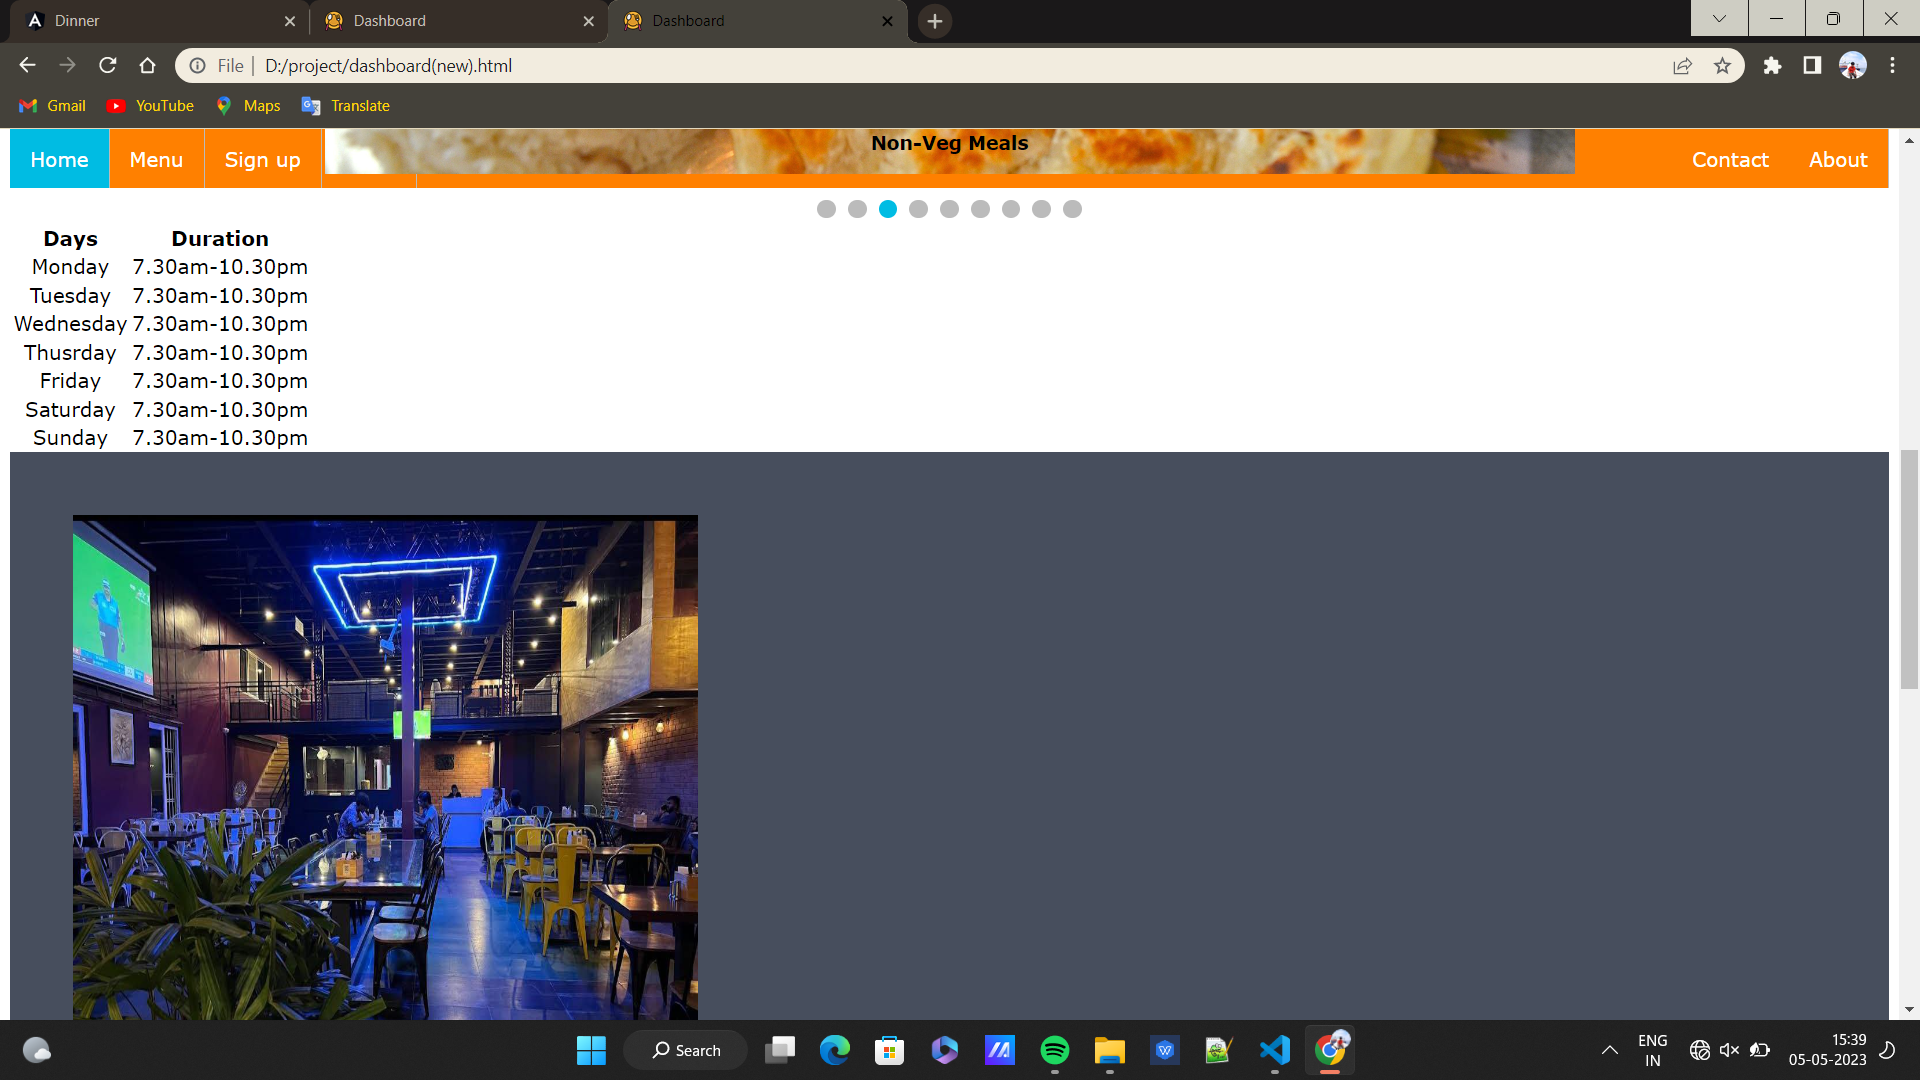 Dinner
Dashboard
Dashboard
File | D:/project/dashboard(new).html
Gmail YouTube Maps Translate
Non-Veg Meals
Home Menu Sign up Contact About
Days Duration
Monday 7.30am-10.30pm
Tuesday 7.30am-10.30pm
Wednesday 7.30am-10.30pm
Thusrday 7.30am-10.30pm
Friday 7.30am-10.30pm
Saturday 7.30am-10.30pm
Sunday 7.30am-10.30pm
Search
ENG
IN
15:39
05-05-2023